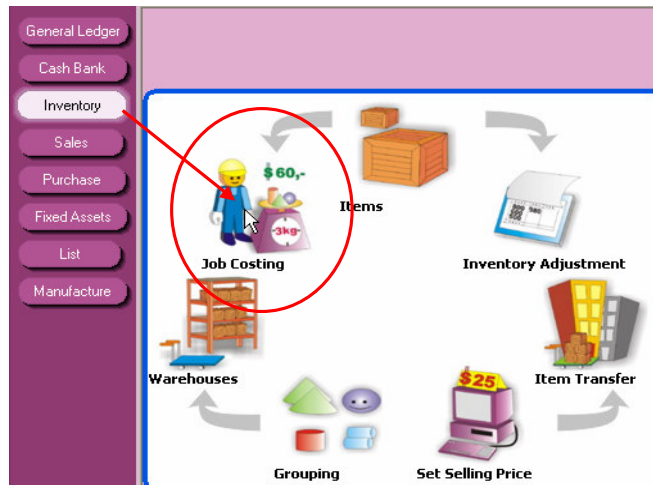 General Ledger
Cash Bank
Inventory
Sales
Purchase
Fixed Assets
List
Manufacture
Items
$60,-
3kg
Job Costing
Inventory Adjustment
Warehouses
$25
Item Transfer
Grouping
Set Selling Price